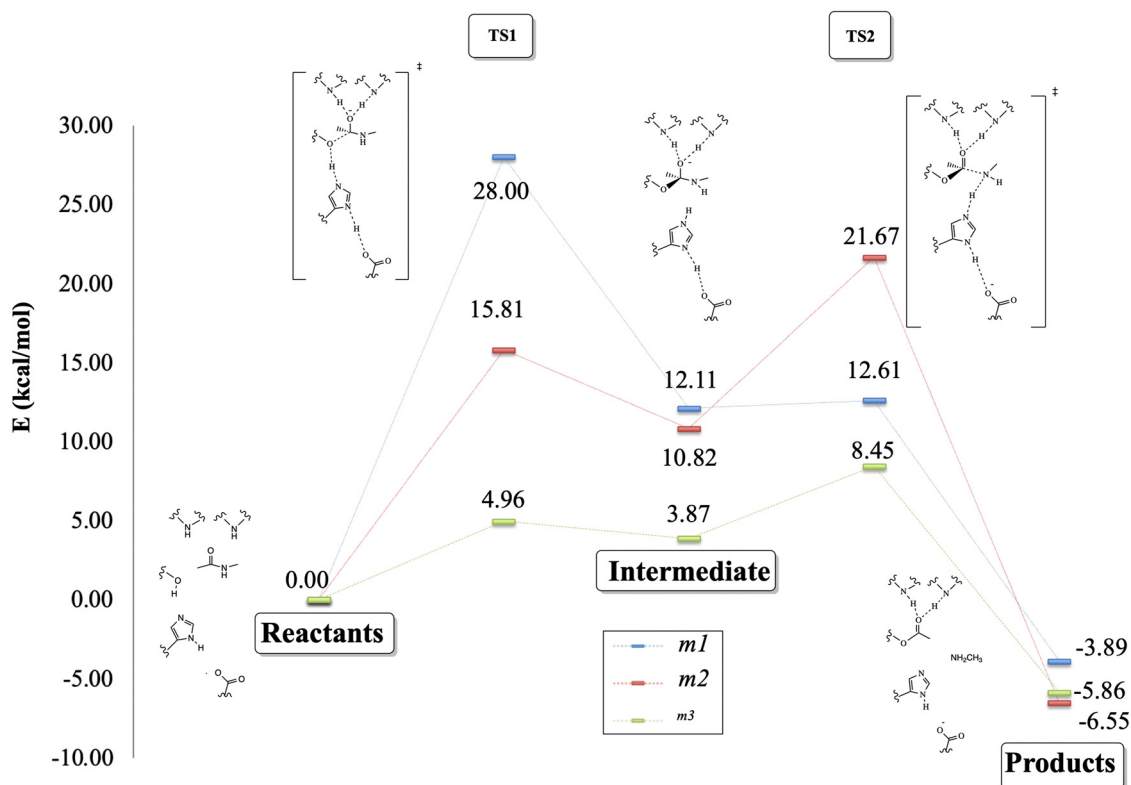 TS1
TS2
‡
‡
30.00
25.00
20.00
15.00
10.00
5.00
0.00
-5.00
-10.00
E (kcal/mol)
28.00
15.81
4.96
12.11
10.82
3.87
21.67
12.61
8.45
0.00
-3.89
-5.86
-6.55
Reactants
Intermediate
Products
m1
m2
m3
NH₂CH₃